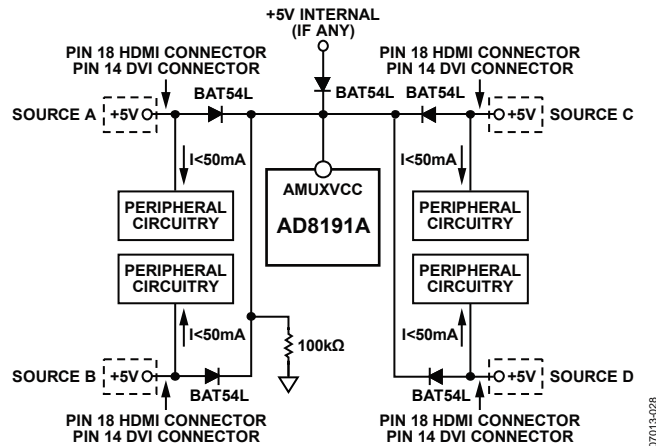 +5V INTERNAL
(IF ANY)
PIN 18 HDMI CONNECTOR
PIN 14 DVI CONNECTOR
PIN 18 HDMI CONNECTOR
PIN 14 DVI CONNECTOR
BAT54L
BAT54L
BAT54L
SOURCE A
+5V
+5V
SOURCE C
I<50mA
I<50mA
PERIPHERAL
CIRCUITRY
AMUXVCC
AD8191A
PERIPHERAL
CIRCUITRY
PERIPHERAL
CIRCUITRY
PERIPHERAL
CIRCUITRY
I<50mA
100kΩ
I<50mA
SOURCE B
+5V
+5V
SOURCE D
BAT54L
BAT54L
PIN 18 HDMI CONNECTOR
PIN 14 DVI CONNECTOR
PIN 18 HDMI CONNECTOR
PIN 14 DVI CONNECTOR
07013-028